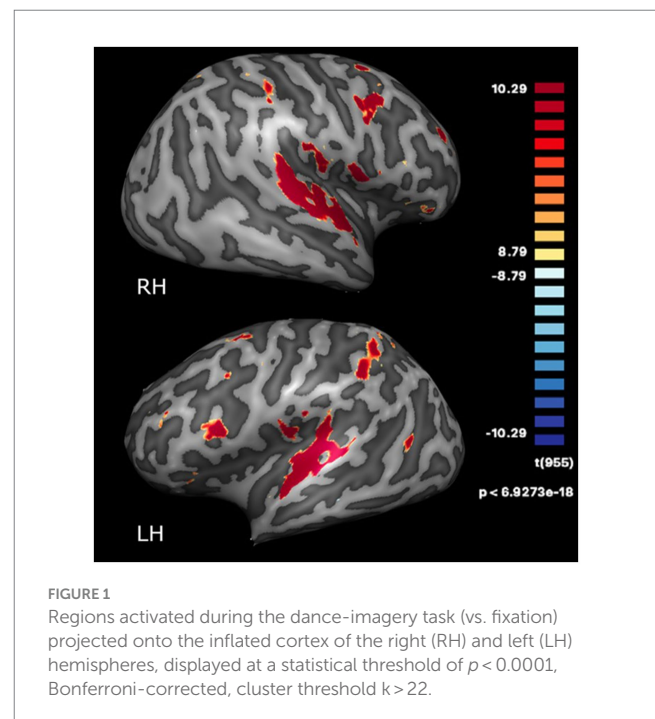 10.29
8.79
-8.79
RH
-10.29
t(955)
p < 6.9273e-18
LH
FIGURE 1
Regions activated during the dance-imagery task (vs. fixation)
projected onto the inflated cortex of the right (RH) and left (LH)
hemispheres, displayed at a statistical threshold of p < 0.0001,
Bonferroni-corrected, cluster threshold k > 22.